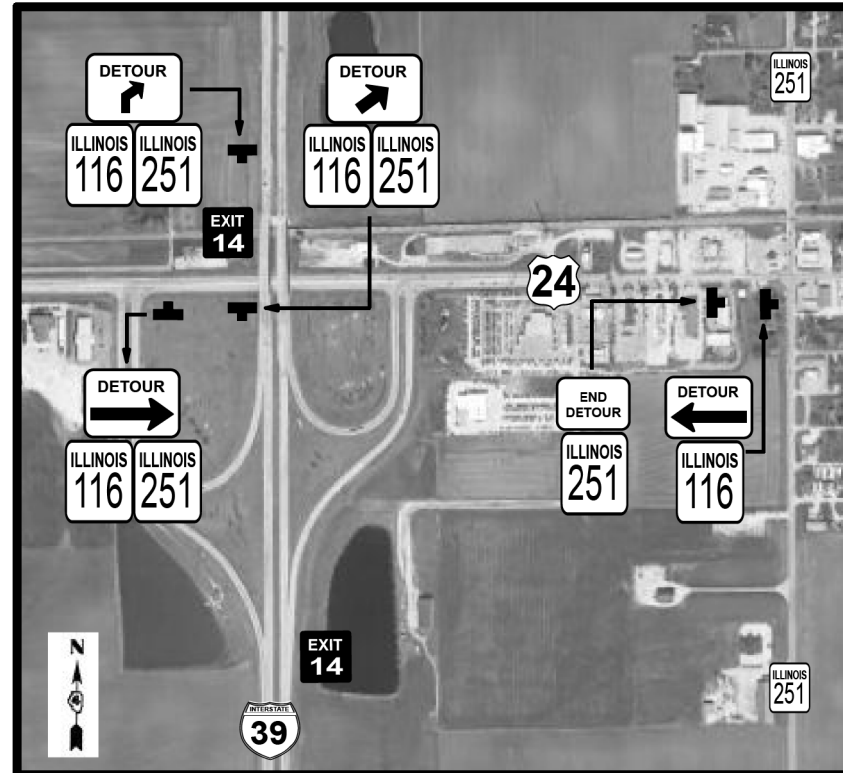 DETOUR
ILLINOIS 116
ILLINOIS 251
DETOUR
ILLINOIS 116
ILLINOIS 251
ILLINOIS 251
EXIT 14
24
DETOUR
ILLINOIS 116
ILLINOIS 251
END
DETOUR
ILLINOIS 251
DETOUR
ILLINOIS 116
N
EXIT 14
ILLINOIS 251
INTERSTATE
39